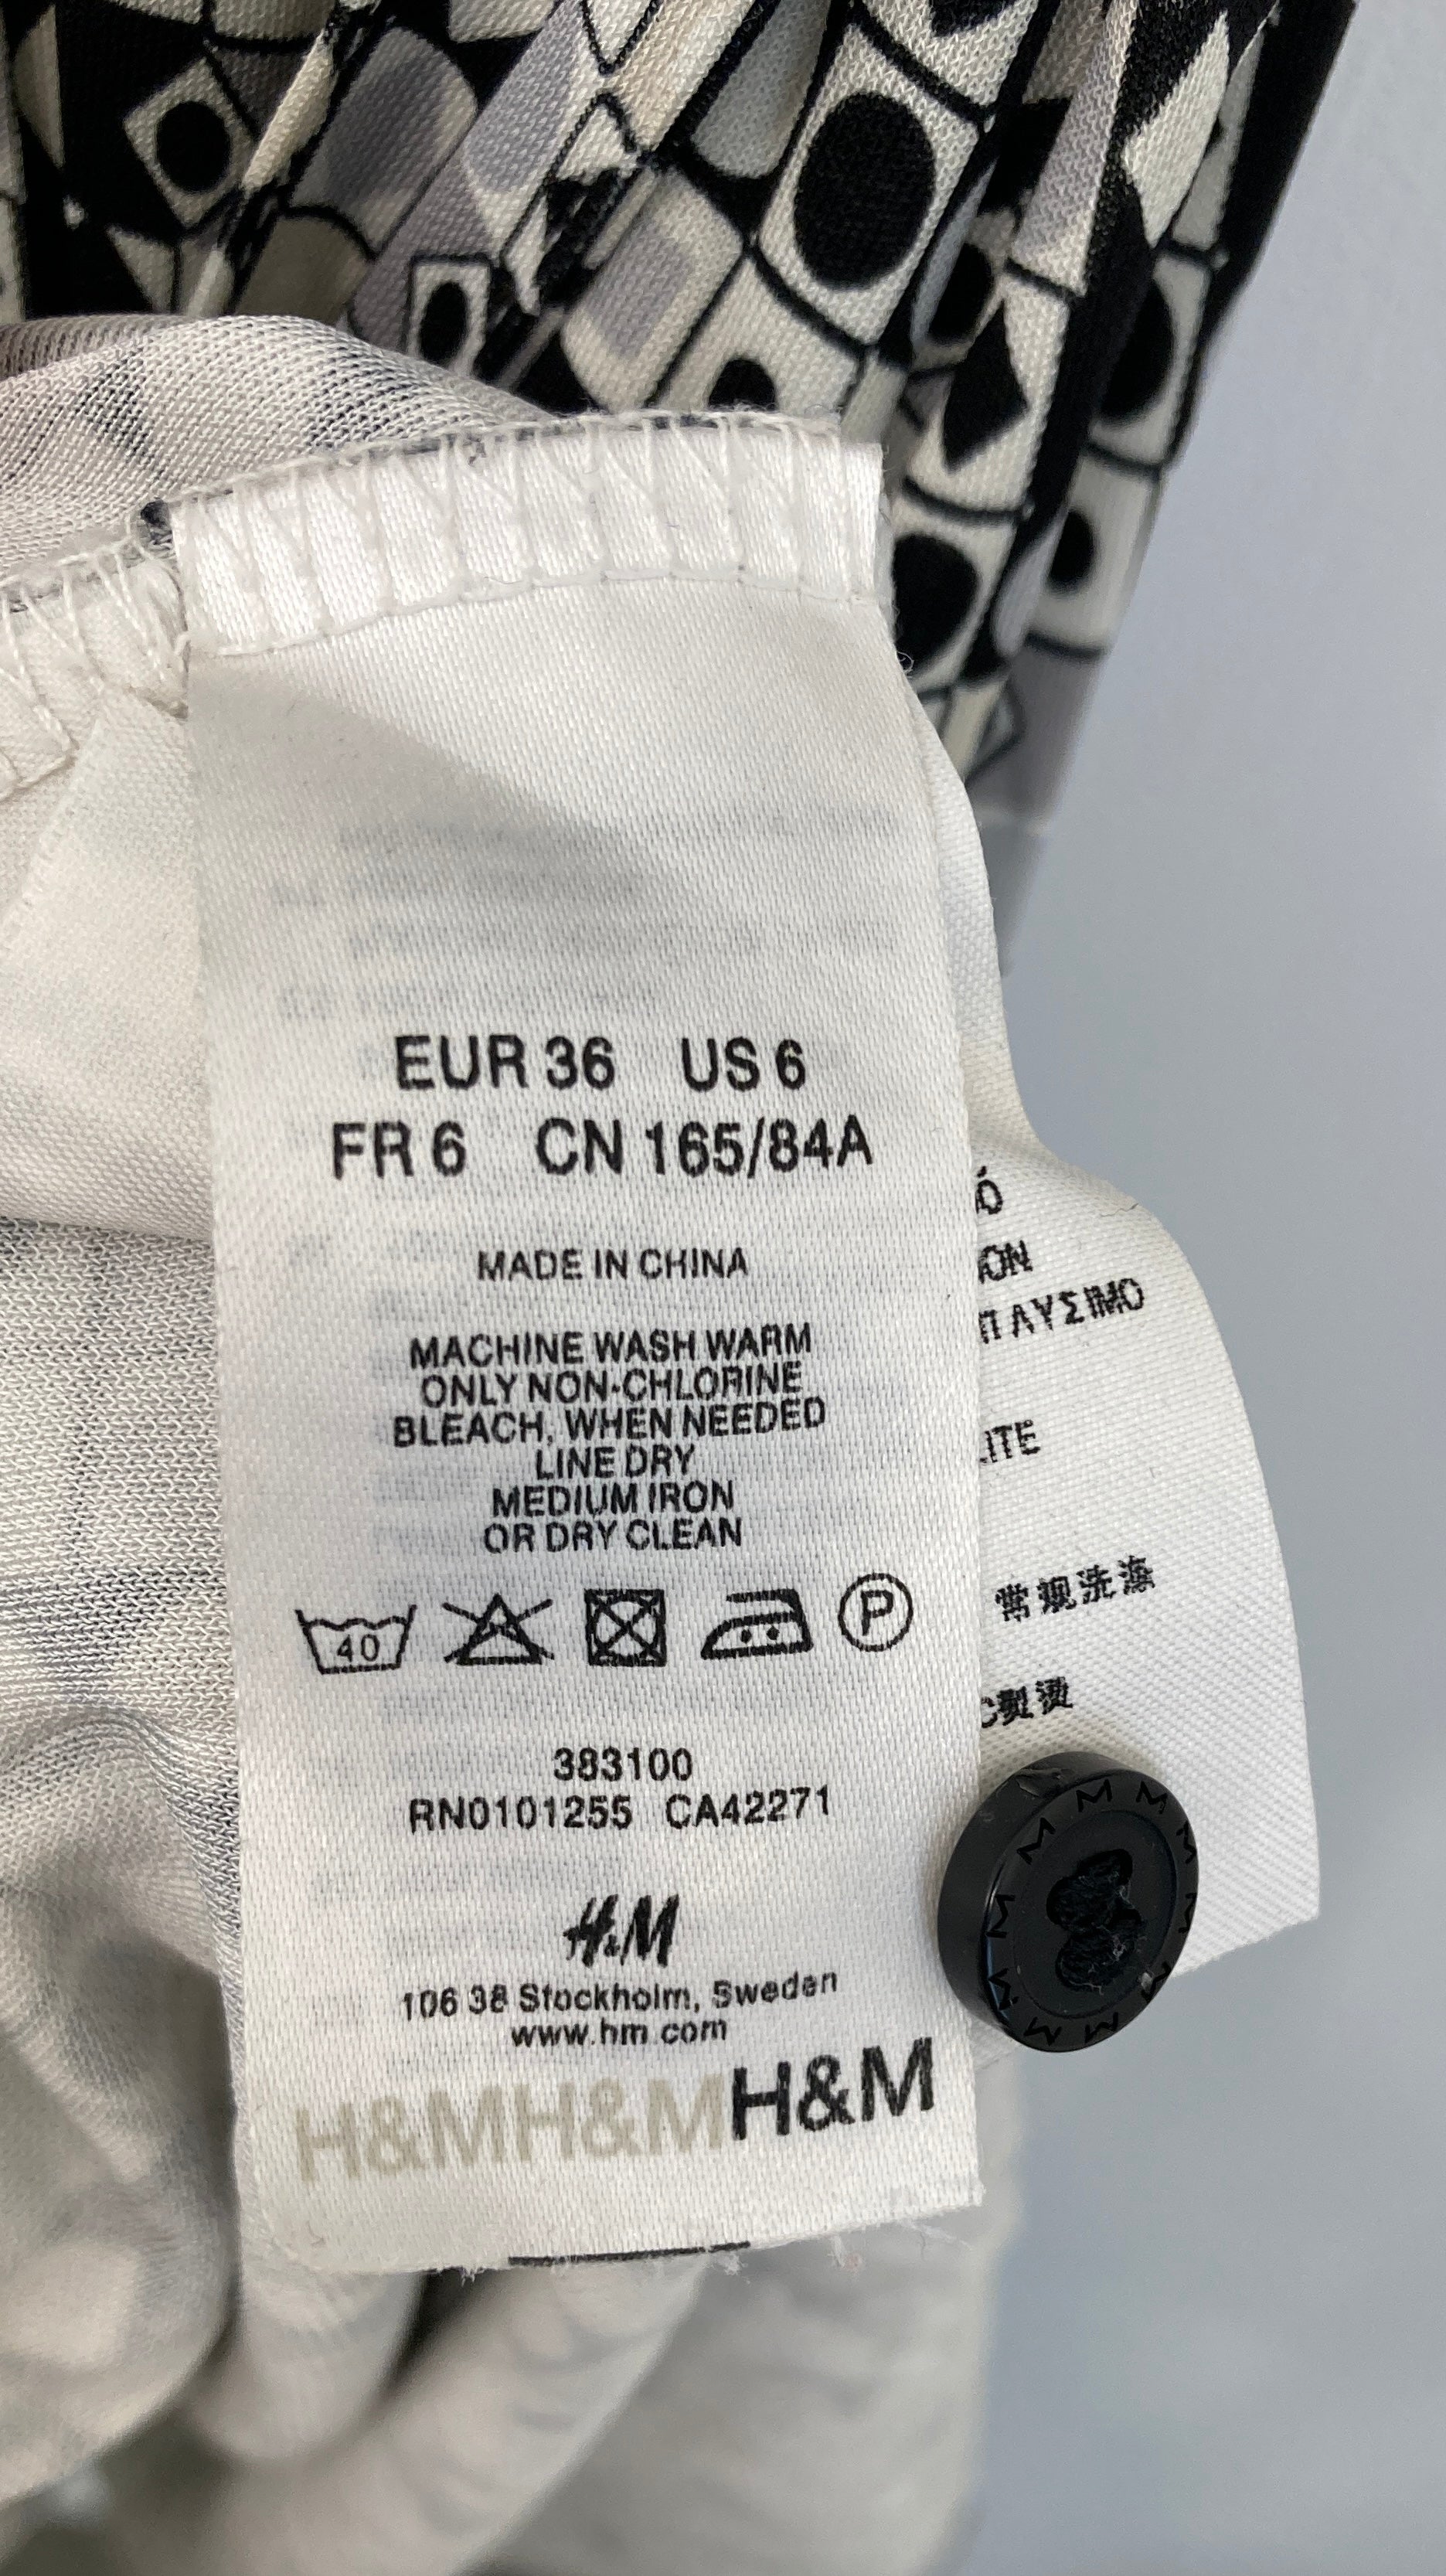 EUR 36 US 6
FR 6 CN 165/84A
MADE IN CHINA
MACHINE WASH WARM
ONLY NON-CHLORINE
BLEACH, WHEN NEEDED
LINE DRY
MEDIUM IRON
OR DRY CLEAN
40 P
383100
RN0101255 CA42271
H&M
106 38 Stockholm, Sweden
www.hm.com
H&MH&MH&M
ΠΛΥΣΙΜΟ
常规洗涤
M M M M M M M M M M